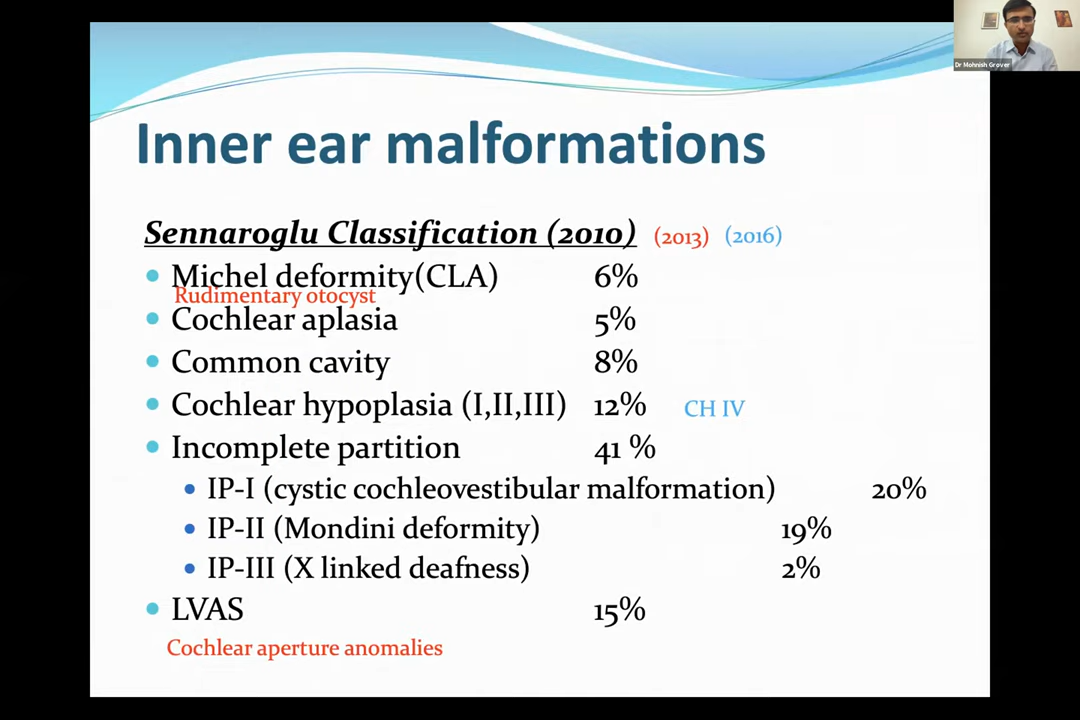 Dr Mohnish Grover
Inner ear malformations
Sennaroglu Classification (2010) (2013) (2016)
Michel deformity(CLA) 6%
Rudimentary otocyst
Cochlear aplasia 5%
Common cavity 8%
Cochlear hypoplasia (I,II,III) 12% CH IV
Incomplete partition 41 %
IP-I (cystic cochleovestibular malformation) 20%
IP-II (Mondini deformity) 19%
IP-III (X linked deafness) 2%
LVAS 15%
Cochlear aperture anomalies